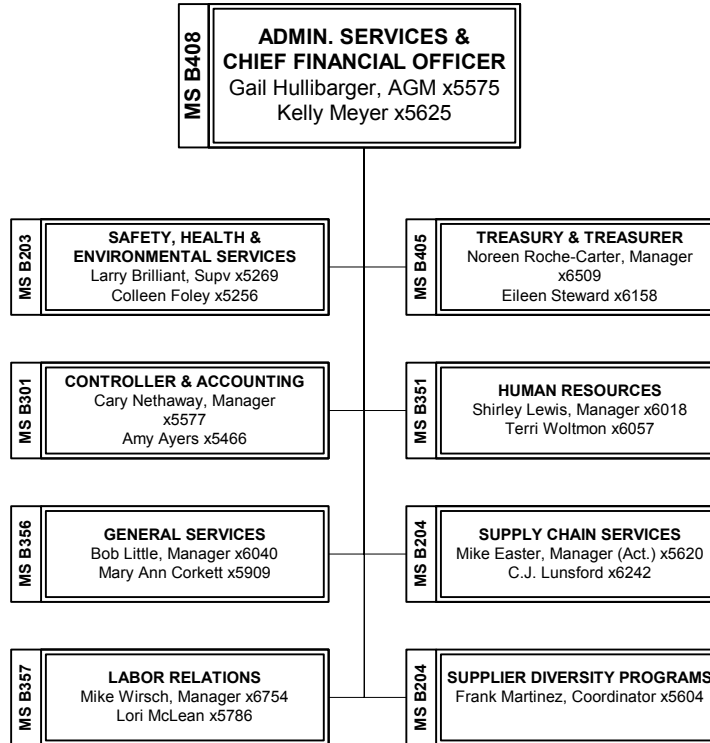 MS B408
ADMIN. SERVICES &
CHIEF FINANCIAL OFFICER
Gail Hullibarger, AGM x5575
Kelly Meyer x5625
MS B203
SAFETY, HEALTH &
ENVIRONMENTAL SERVICES
Larry Brilliant, Supv x5269
Colleen Foley x5256
MS B405
TREASURY & TREASURER
Noreen Roche-Carter, Manager
x6509
Eileen Steward x6158
MS B301
CONTROLLER & ACCOUNTING
Cary Nethaway, Manager
x5577
Amy Ayers x5466
MS B351
HUMAN RESOURCES
Shirley Lewis, Manager x6018
Terri Woltmon x6057
MS B356
GENERAL SERVICES
Bob Little, Manager x6040
Mary Ann Corkett x5909
MS B204
SUPPLY CHAIN SERVICES
Mike Easter, Manager (Act.) x5620
C.J. Lunsford x6242
MS B357
LABOR RELATIONS
Mike Wirsch, Manager x6754
Lori McLean x5786
MS B204
SUPPLIER DIVERSITY PROGRAMS
Frank Martinez, Coordinator x5604